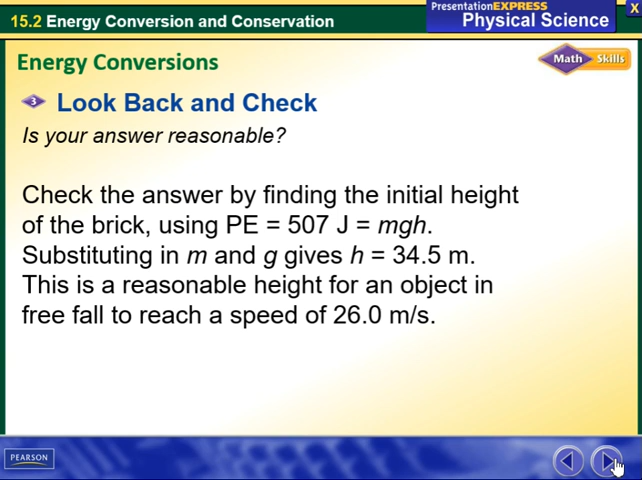 15.2 Energy Conversion and Conservation
PresentationEXPRESS
Physical Science
X
Energy Conversions
Math Skills
3 Look Back and Check
Is your answer reasonable?
Check the answer by finding the initial height
of the brick, using PE = 507 J = mgh.
Substituting in m and g gives h = 34.5 m.
This is a reasonable height for an object in
free fall to reach a speed of 26.0 m/s.
PEARSON